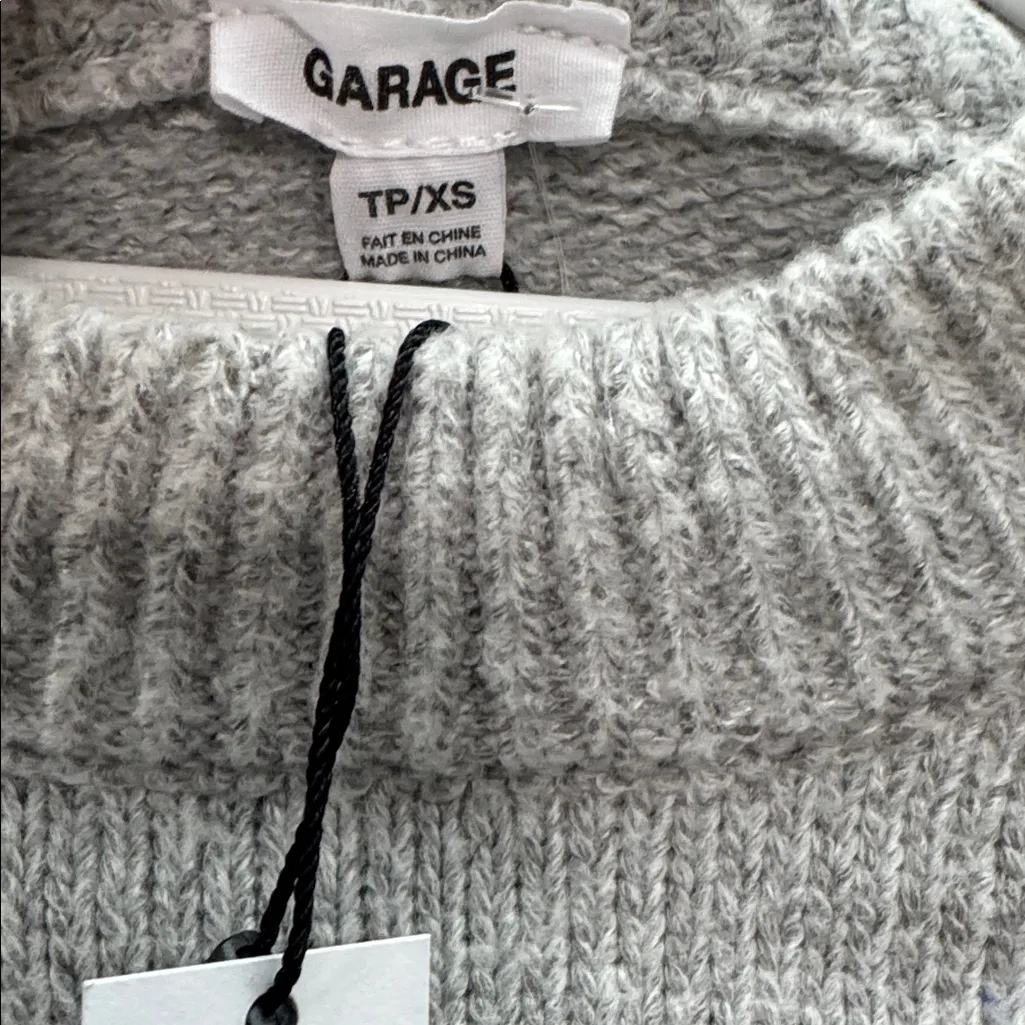 GARAGE
TP/XS
FAIT EN CHINE
MADE IN CHINA